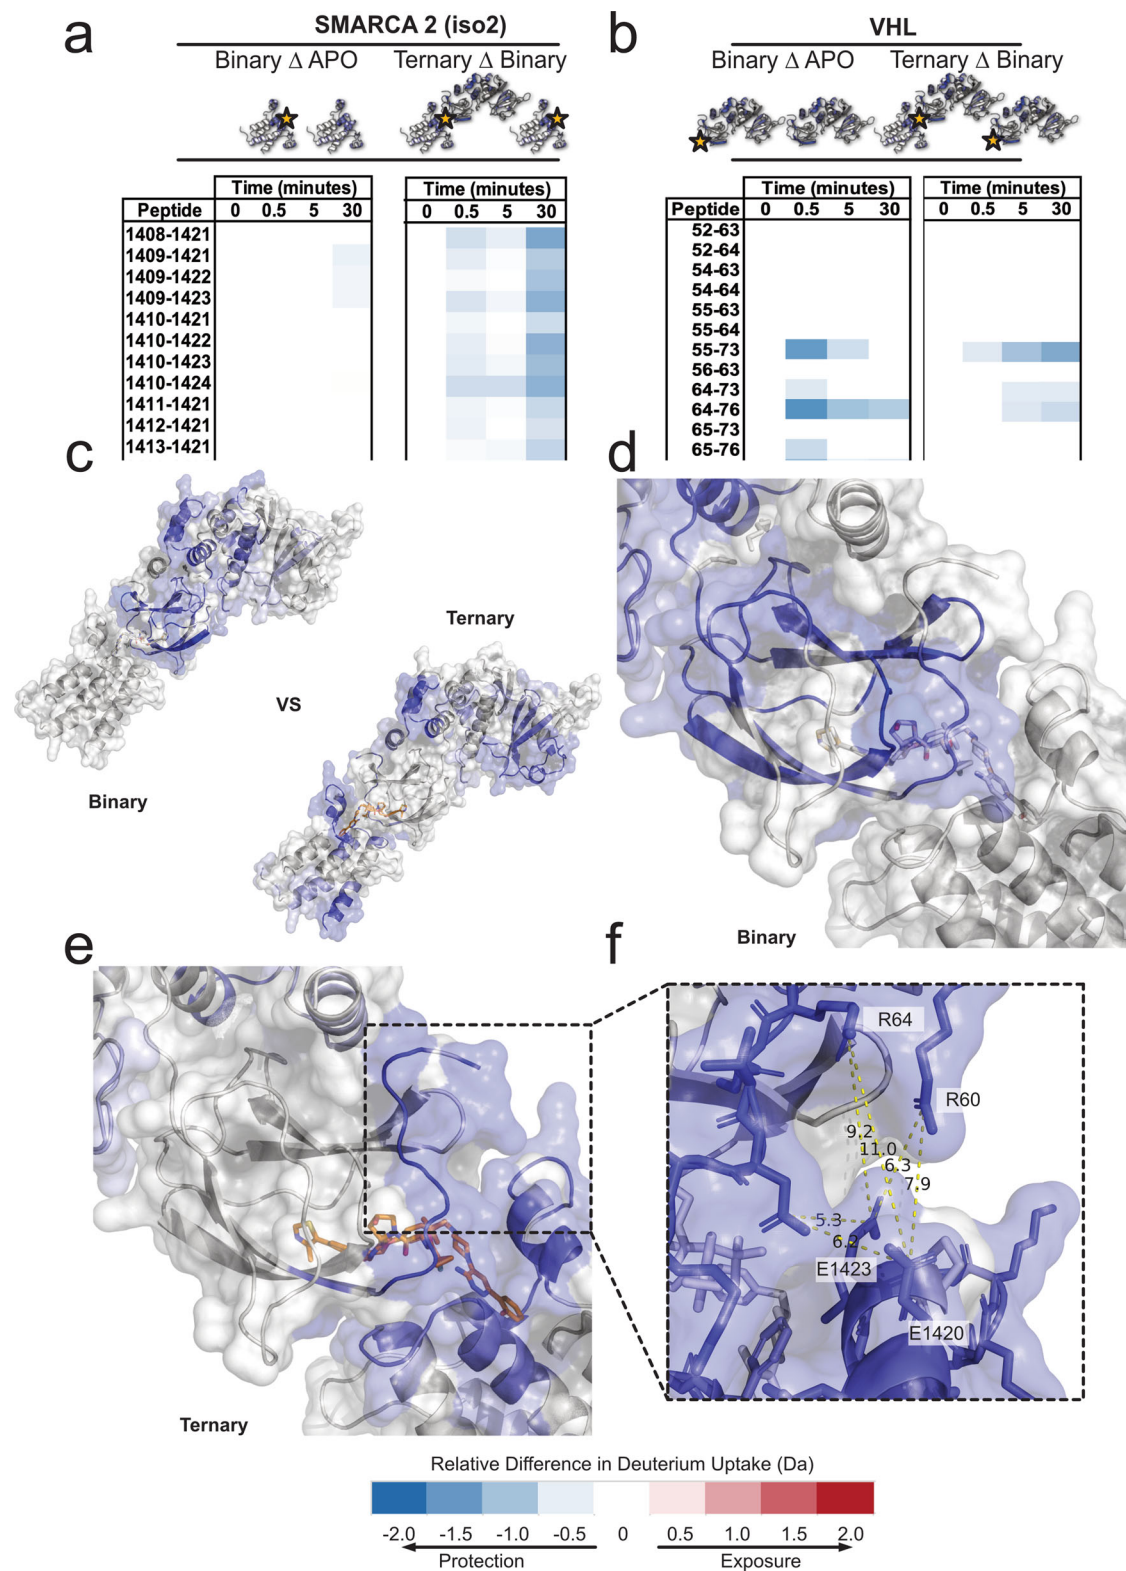 a
SMARCA 2 (iso2)
Binary Δ APO
Ternary Δ Binary
Time (minutes)
Time (minutes)
Peptide 0 0.5 5 30 0 0.5 5 30
1408-1421
1409-1421
1409-1422
1409-1423
1410-1421
1410-1422
1410-1423
1410-1424
1411-1421
1412-1421
1413-1421
b
VHL
Binary Δ APO
Ternary Δ Binary
Time (minutes)
Time (minutes)
Peptide 0 0.5 5 30 0 0.5 5 30
52-63
52-64
54-63
54-64
55-63
55-64
55-73
56-63
64-73
64-76
65-73
65-76
c
Binary
VS
Ternary
d
Binary
e
Ternary
f
R64
R60
9.2
11.0
6.3
7.9
5.3
6.2
E1423
E1420
Relative Difference in Deuterium Uptake (Da)
-2.0 -1.5 -1.0 -0.5 0 0.5 1.0 1.5 2.0
Protection
Exposure